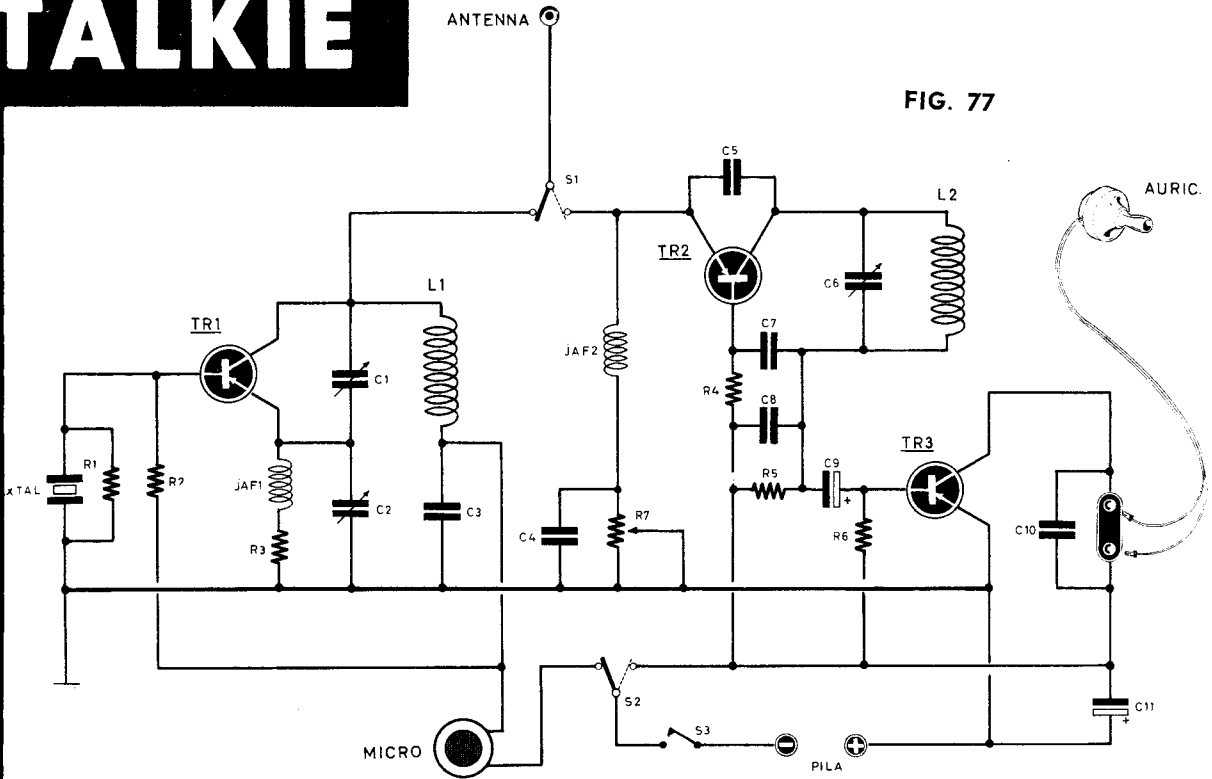 TALKIE
ANTENNA
FIG. 77
S1
C5
L2
AURIC.
TR2
C6
L1
TR1
C7
JAF2
R4
C1
C8
TR3
R1
R2
XTAL
JAF1
R5
C9
+
C2
C3
C4
R7
R6
C10
R3
S2
C11
+
MICRO
S3
-
+
PILA